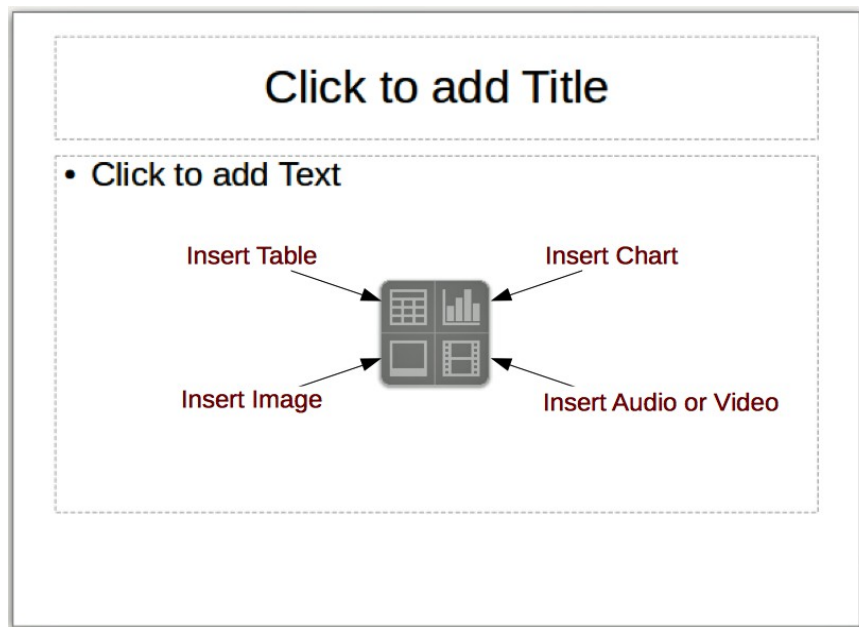 Click to add Title
• Click to add Text
Insert Table
Insert Chart
Insert Image
Insert Audio or Video